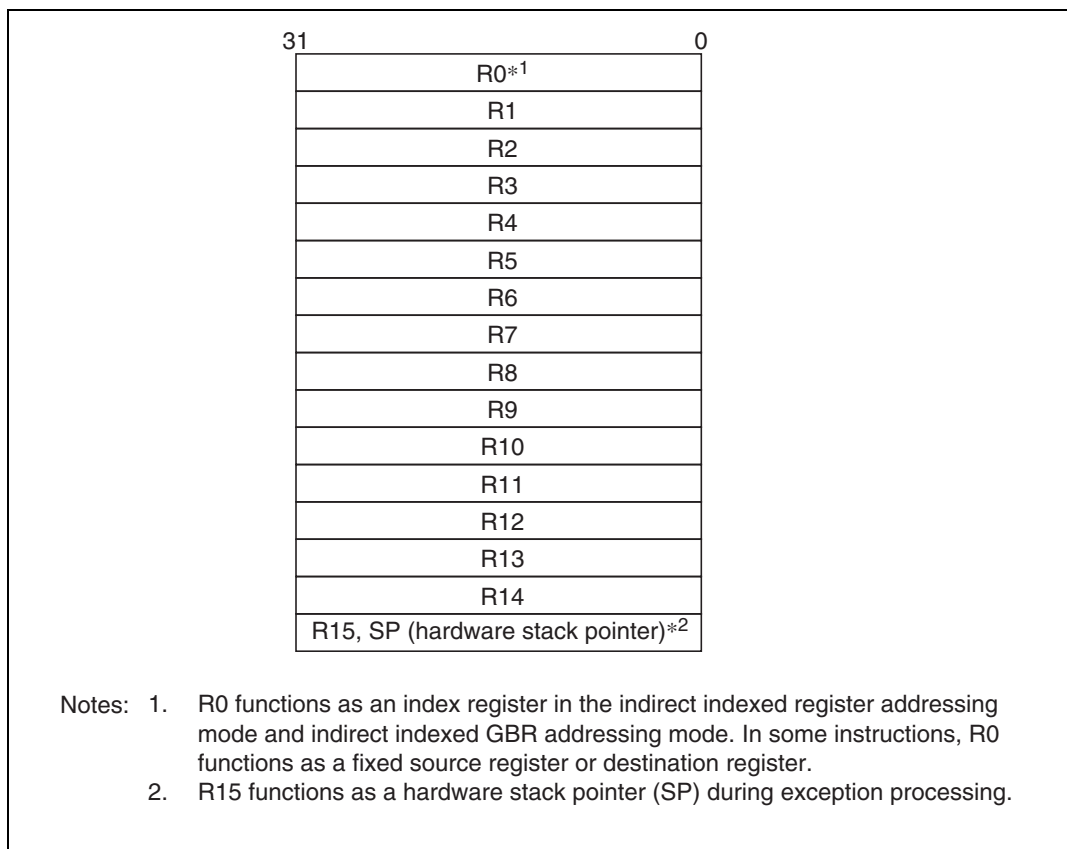 31 0
R0*1
R1
R2
R3
R4
R5
R6
R7
R8
R9
R10
R11
R12
R13
R14
R15, SP (hardware stack pointer)*2
Notes: 1. R0 functions as an index register in the indirect indexed register addressing
mode and indirect indexed GBR addressing mode. In some instructions, R0
functions as a fixed source register or destination register.
2. R15 functions as a hardware stack pointer (SP) during exception processing.